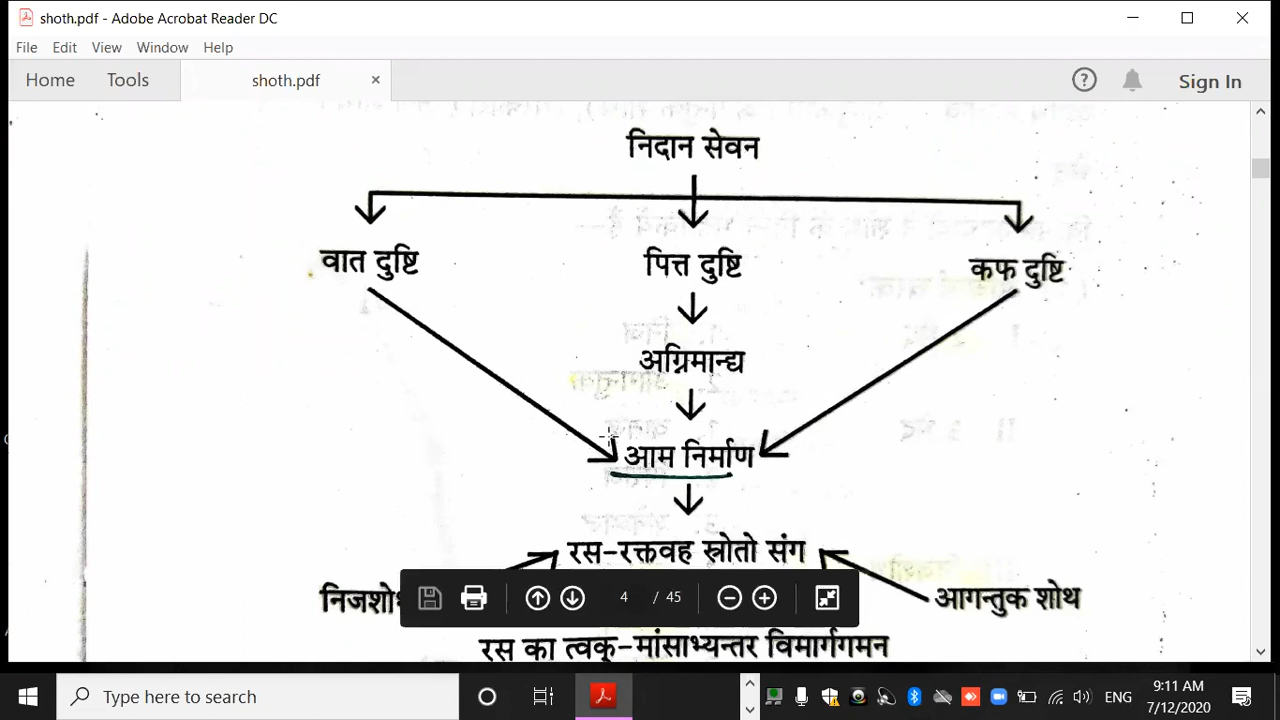 shoth.pdf - Adobe Acrobat Reader DC
File Edit View Window Help
Home Tools shoth.pdf × Sign In
निदान सेवन
वात दुष्टि पित्त दुष्टि कफ दुष्टि
अग्निमान्द्य
आम निर्माण
रस-रक्तवह स्रोतो संग
निजशोथ आगन्तुक शोथ
4 / 45
रस का त्वक्-मांसाभ्यन्तर विमार्गगमन
Type here to search
ENG
9:11 AM
7/12/2020